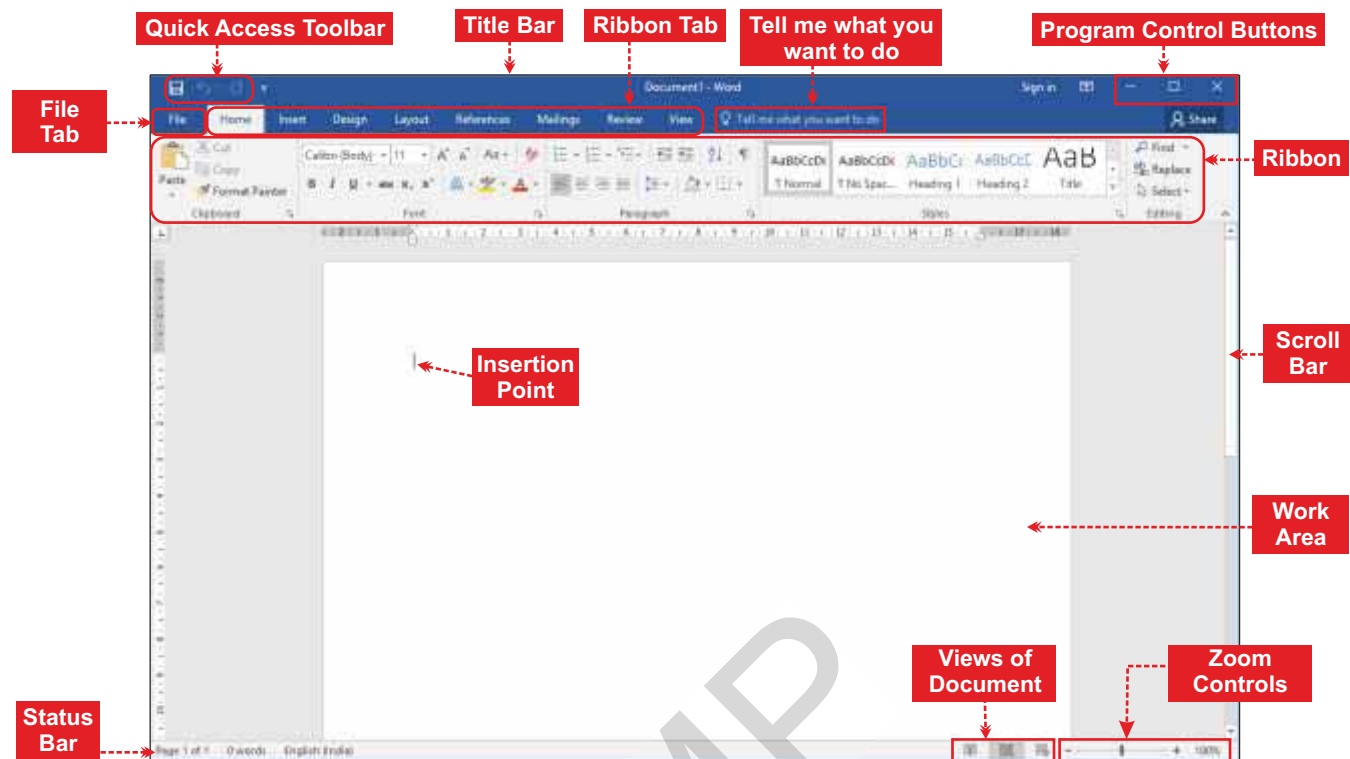 Quick Access Toolbar
Title Bar
Ribbon Tab
Tell me what you
want to do
Program Control Buttons
Document1 - Word
Sign in
File
Tab
File
Home
Insert
Design
Layout
References
Mailings
Review
View
Tell me what you want to do
Share
Cut
Copy
Paste
Format Painter
Clipboard
Calibri (Body)
11
Font
Paragraph
AaBbCcDc
AaBbCcDc
AaBbCc
AaBbCcC
AaB
¶ Normal
¶ No Spac...
Heading 1
Heading 2
Title
Styles
Find
Replace
Select
Editing
Ribbon
Insertion
Point
Scroll
Bar
Work
Area
Views of
Document
Zoom
Controls
Status
Bar
Page 1 of 1
0 words
English (India)
100%
MP